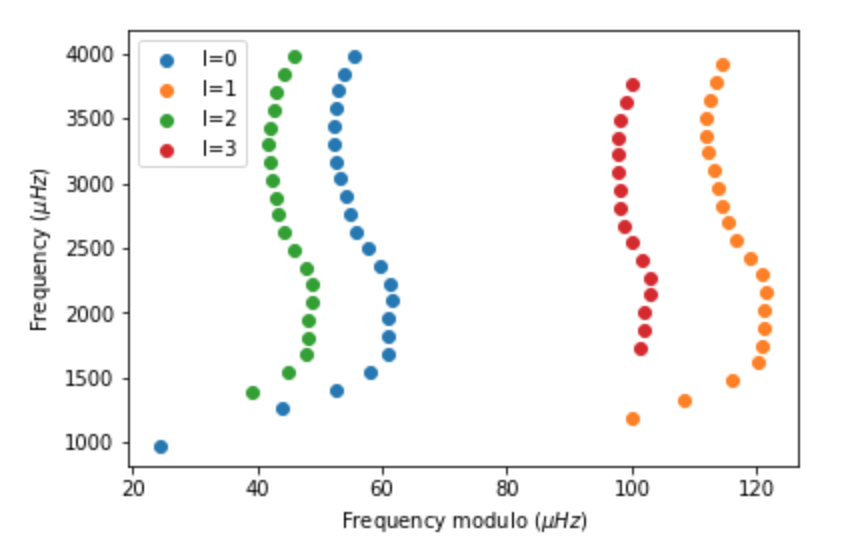 l=0
l=1
l=2
l=3
4000
3500
3000
2500
2000
1500
1000
Frequency (μHz)
20 40 60 80 100 120
Frequency modulo (μHz)